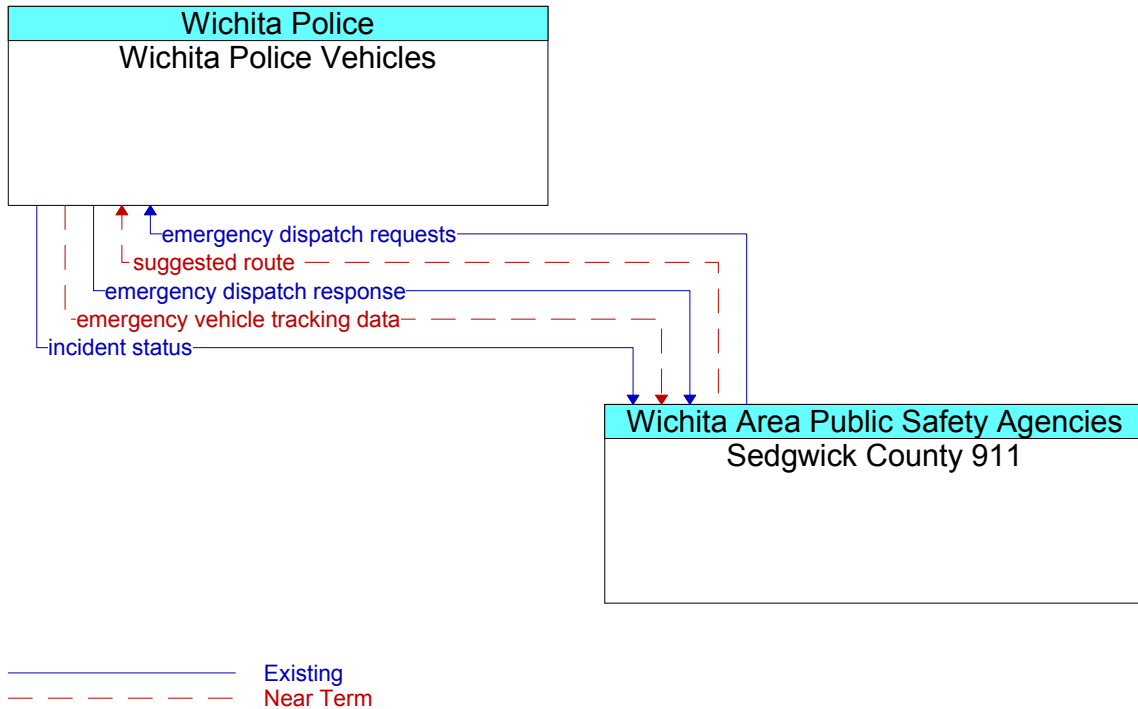 Wichita Police
Wichita Police Vehicles
emergency dispatch requests
suggested route
emergency dispatch response
emergency vehicle tracking data
incident status
Wichita Area Public Safety Agencies
Sedgwick County 911
Existing
Near Term